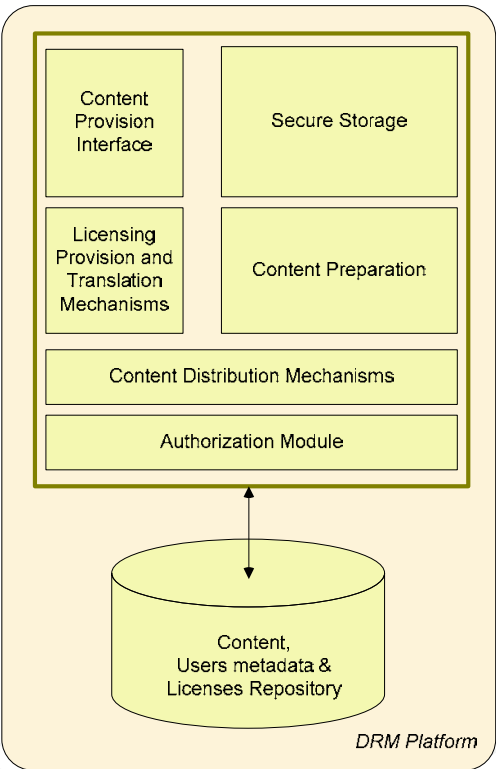 Content
Provision
Interface
Secure Storage
Licensing
Provision and
Translation
Mechanisms
Content Preparation
Content Distribution Mechanisms
Authorization Module
Content,
Users metadata &
Licenses Repository
DRM Platform